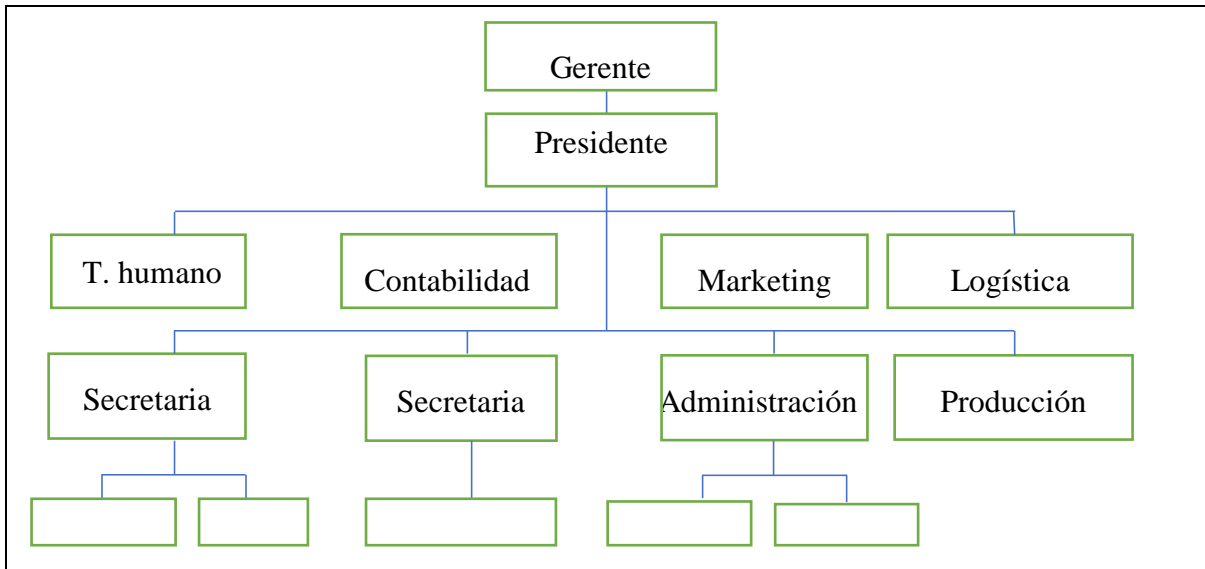 Gerente
Presidente
T. humano
Contabilidad
Marketing
Logística
Secretaria
Secretaria
Administración
Producción